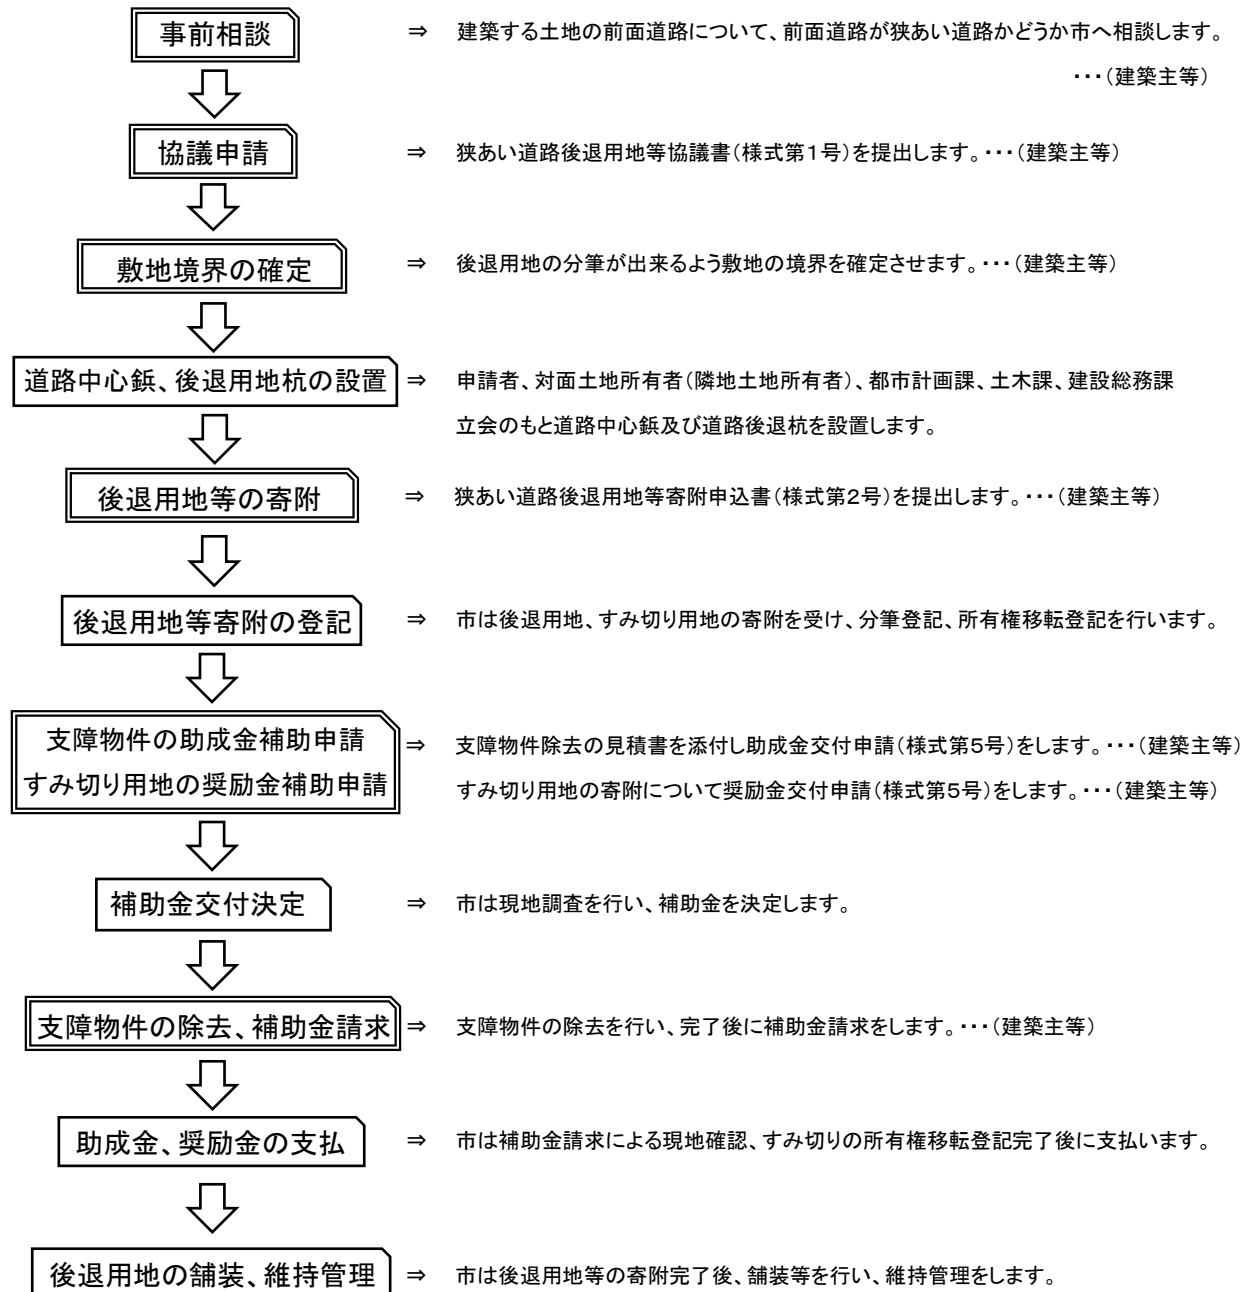 事前相談 ⇒ 建築する土地の前面道路について、前面道路が狭あい道路かどうか市へ相談します。
・・・(建築主等)
協議申請 ⇒ 狭あい道路後退用地等協議書(様式第1号)を提出します。・・・(建築主等)
敷地境界の確定 ⇒ 後退用地の分筆が出来るよう敷地の境界を確定させます。・・・(建築主等)
道路中心鋲、後退用地杭の設置 ⇒ 申請者、対面土地所有者(隣地土地所有者)、都市計画課、土木課、建設総務課
立会のもと道路中心鋲及び道路後退杭を設置します。
後退用地等の寄附 ⇒ 狭あい道路後退用地等寄附申込書(様式第2号)を提出します。・・・(建築主等)
後退用地等寄附の登記 ⇒ 市は後退用地、すみ切り用地の寄附を受け、分筆登記、所有権移転登記を行います。
支障物件の助成金補助申請 ⇒ 支障物件除去の見積書を添付し助成金交付申請(様式第5号)をします。・・・(建築主等)
すみ切り用地の奨励金補助申請 すみ切り用地の寄附について奨励金交付申請(様式第5号)をします。・・・(建築主等)
補助金交付決定 ⇒ 市は現地調査を行い、補助金を決定します。
支障物件の除去、補助金請求 ⇒ 支障物件の除去を行い、完了後に補助金請求をします。・・・(建築主等)
助成金、奨励金の支払 ⇒ 市は補助金請求による現地確認、すみ切りの所有権移転登記完了後に支払います。
後退用地の舗装、維持管理 ⇒ 市は後退用地等の寄附完了後、舗装等を行い、維持管理をします。